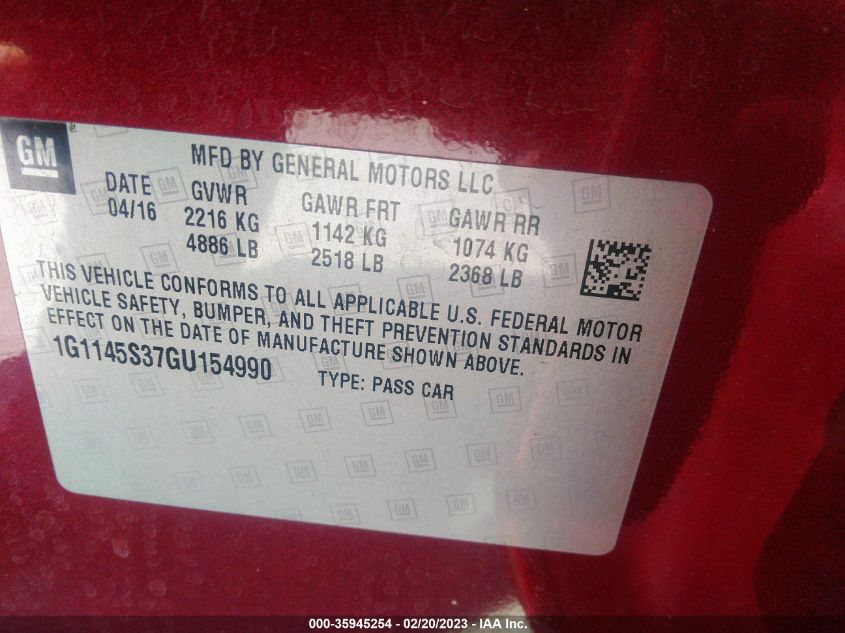 GM
MFD BY GENERAL MOTORS LLC
DATE GVWR GAWR FRT GAWR RR
04/16 2216 KG 1142 KG 1074 KG
4886 LB 2518 LB 2368 LB
THIS VEHICLE CONFORMS TO ALL APPLICABLE U.S. FEDERAL MOTOR
VEHICLE SAFETY, BUMPER, AND THEFT PREVENTION STANDARDS IN
EFFECT ON THE DATE OF MANUFACTURE SHOWN ABOVE.
1G1145S37GU154990 TYPE: PASS CAR
000-35945254 - 02/20/2023 - IAA Inc.